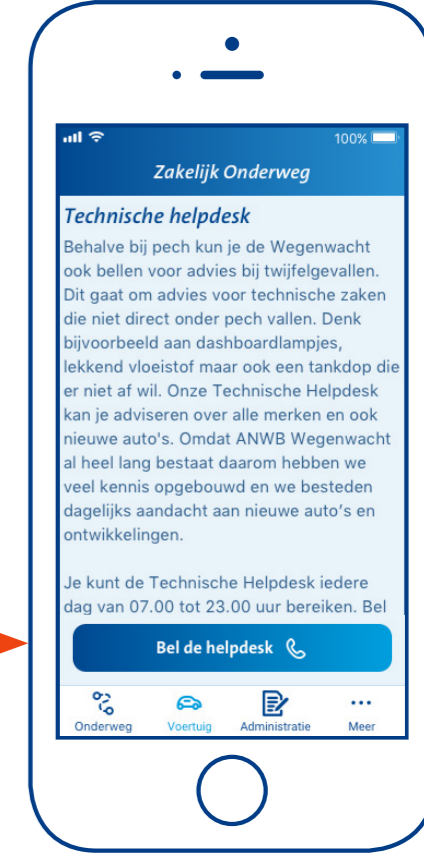 100%
Zakelijk Onderweg
Technische helpdesk
Behalve bij pech kun je de Wegenwacht
ook bellen voor advies bij twijfelgevallen.
Dit gaat om advies voor technische zaken
die niet direct onder pech vallen. Denk
bijvoorbeeld aan dashboardlampjes,
lekkend vloeistof maar ook een tankdop die
er niet af wil. Onze Technische Helpdesk
kan je adviseren over alle merken en ook
nieuwe auto's. Omdat ANWB Wegenwacht
al heel lang bestaat daarom hebben we
veel kennis opgebouwd en we besteden
dagelijks aandacht aan nieuwe auto’s en
ontwikkelingen.
Je kunt de Technische Helpdesk iedere
dag van 07.00 tot 23.00 uur bereiken. Bel
Bel de helpdesk
Onderweg Voertuig Administratie Meer